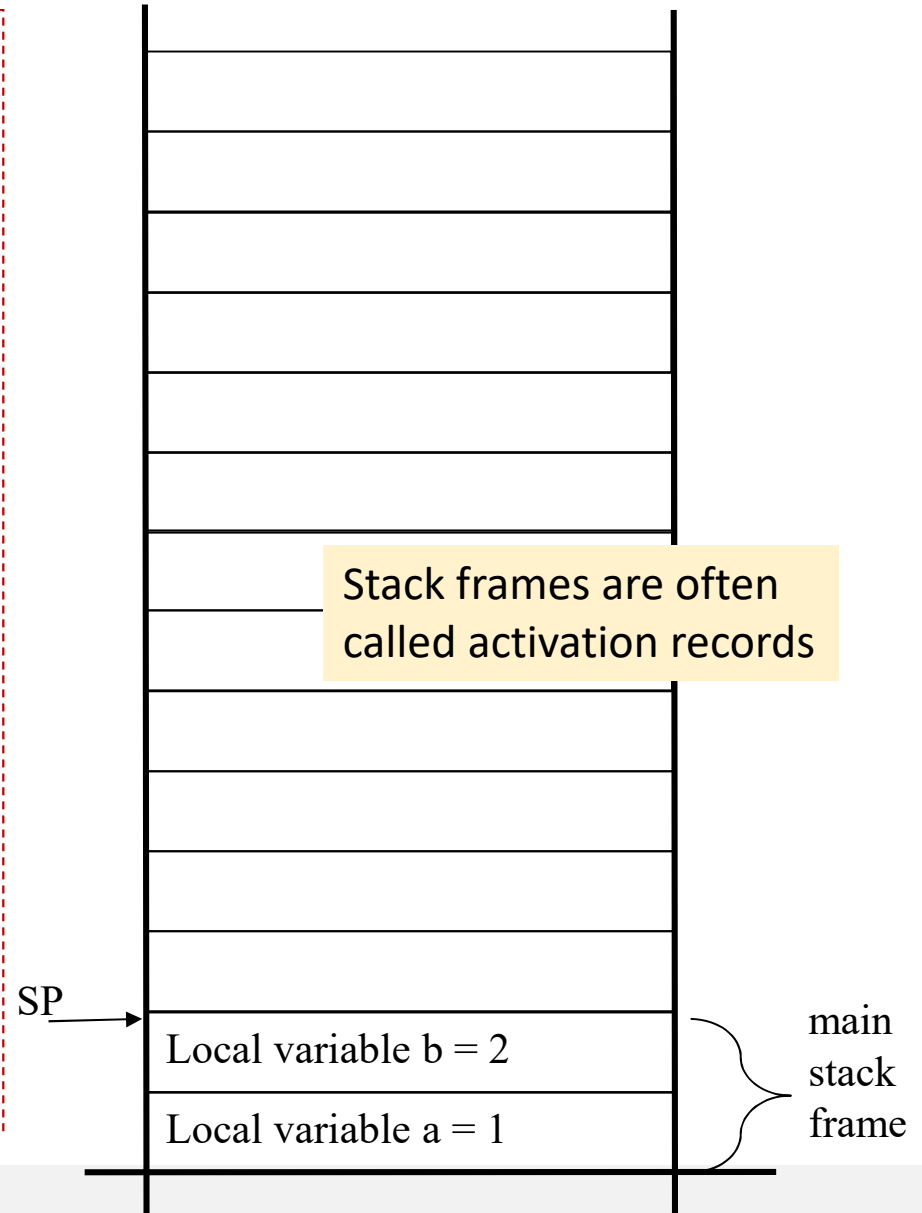 Stack frames are often
called activation records
SP
Local variable b = 2
Local variable a = 1
main
stack
frame